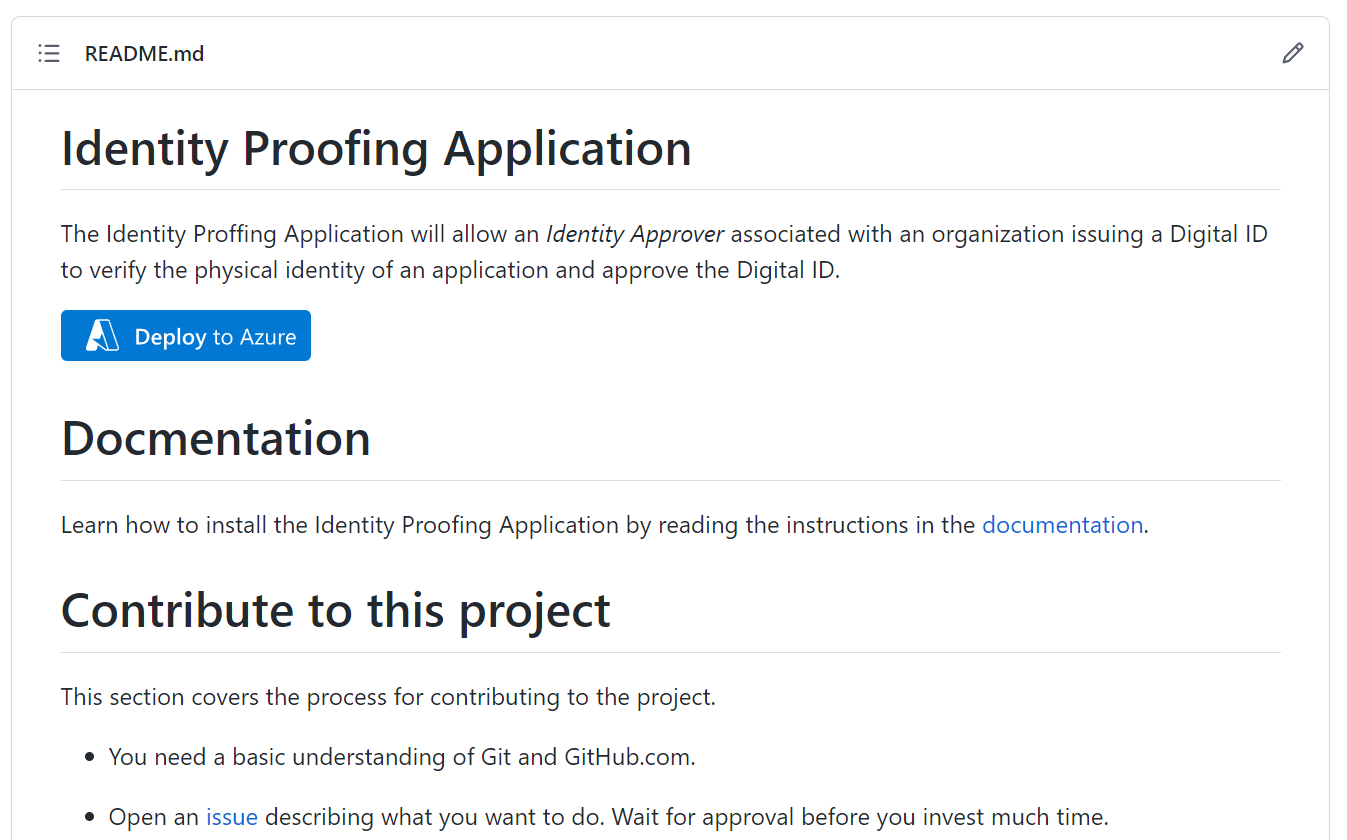 README.md
Identity Proofing Application
The Identity Proffing Application will allow an Identity Approver associated with an organization issuing a Digital ID
to verify the physical identity of an application and approve the Digital ID.
Deploy to Azure
Docmentation
Learn how to install the Identity Proofing Application by reading the instructions in the documentation.
Contribute to this project
This section covers the process for contributing to the project.
You need a basic understanding of Git and GitHub.com.
Open an issue describing what you want to do. Wait for approval before you invest much time.